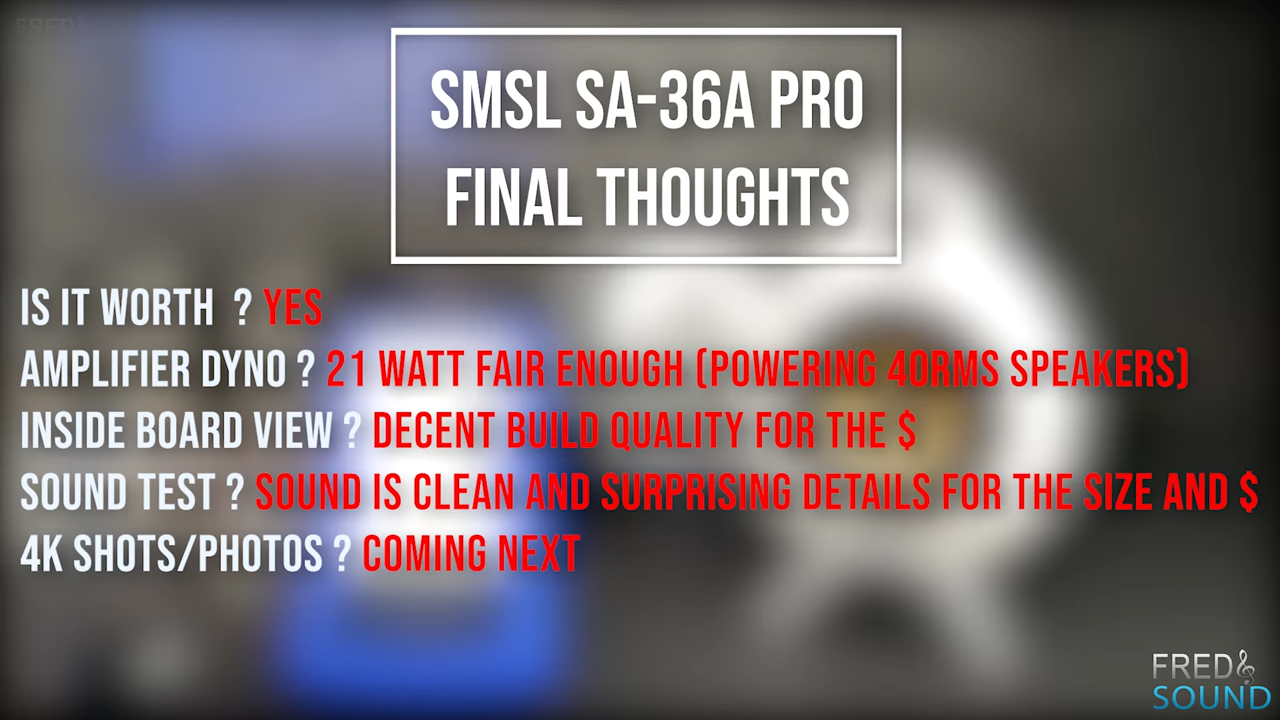 SMSL SA-36A PRO
FINAL THOUGHTS
IS IT WORTH ? YES
AMPLIFIER DYNO ? 21 WATT FAIR ENOUGH (POWERING 40RMS SPEAKERS)
INSIDE BOARD VIEW ? DECENT BUILD QUALITY FOR THE $
SOUND TEST ? SOUND IS CLEAN AND SURPRISING DETAILS FOR THE SIZE AND $
4K SHOTS/PHOTOS ? COMING NEXT
FRED
SOUND